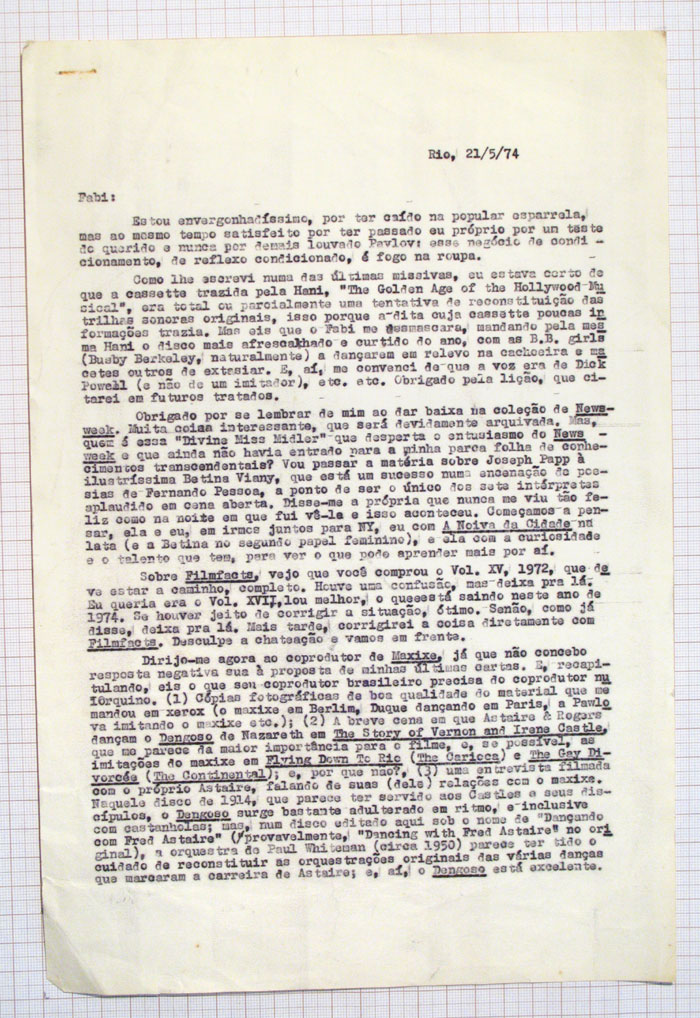 Rio, 21/5/74
Fabi:
Estou envergonhadíssimo, por ter caído na popular esparrela,
mas ao mesmo tempo satisfeito por ter passado eu próprio por um teste
do querido e nunca por demais louvado Pavlov: esse negócio de condi -
cionamento, de reflexo condicionado, é fogo na roupa.
Como lhe escrevi numa das últimas missivas, eu estava certo de
que a cassette trazida pela Hani, "The Golden Age of the Hollywood Mu
sical", era total ou parcialmente uma tentativa de reconstituição das
trilhas sonoras originais, isso porque a dita cuja cassette poucas in
formações trazia. Mas eis que o Fabi me desmascara, mandando pela mes
ma Hani o disco mais afrescalhado e curtido do ano, com as B.B. girls
(Busby Berkeley, naturalmente) a dançarem em relevo na cachoeira e ma
cetes outros de extasiar. E, aí, me convenci de que a voz era de Dick
Powell (e não de um imitador), etc. etc. Obrigado pela lição, que ci-
tarei em futuros tratados.
Obrigado por se lembrar de mim ao dar baixa na coleção de News-
week. Muita coisa interessante, que será devidamente arquivada. Mas,
quem é essa "Divine Miss Midler" que desperta o entusiasmo do News -
week e que ainda não havia entrado para a minha parca folha de conhe-
cimentos transcendentais? Vou passar a matéria sobre Joseph Papp à
ilustríssima Betina Viany, que está um sucesso numa encenação de poe-
sias de Fernando Pessoa, a ponto de ser o único dos sete intérpretes
aplaudido em cena aberta. Disse-me a própria que nunca me viu tão fe-
liz como na noite em que fui vê-la e isso aconteceu. Começamos a pen-
sar, ela e eu, em irmos juntos para NY, eu com A Noiva da Cidade na
lata (e a Betina no segundo papel feminino), e ela com a curiosidade
e o talento que tem, para ver o que pode aprender mais por aí.
Sobre Filmfacts, vejo que você comprou o Vol. XV, 1972, que de
ve estar a caminho, completo. Houve uma confusão, mas deixa pra lá.
Eu queria era o Vol. XVII, ou melhor, o que está saindo neste ano de
1974. Se houver jeito de corrigir a situação, ótimo. Senão, como já
disse, deixa pra lá. Mais tarde, corrigirei a coisa diretamente com
Filmfacts. Desculpe a chateação e vamos em frente.
Dirijo-me agora ao coprodutor de Maxixe, já que não concebo
resposta negativa sua à proposta de minhas últimas cartas. E, recapi-
tulando, eis o que seu coprodutor brasileiro precisa do coprodutor nu
iórquino. (1) Cópias fotográficas de boa qualidade do material que me
mandou em xerox (o maxixe em Berlim, Duque dançando em Paris, a Pawlo
va imitando o maxixe etc.); (2) A breve cena em que Astaire & Rogers
dançam o Dengoso de Nazareth em The Story of Vernon and Irene Castle,
que me parece da maior importância para o filme, e, se possível, as
imitações do maxixe em Flying Down To Rio (The Carioca) e The Gay Di-
vorcée (The Continental); e, por que não?, (3) uma entrevista filmada
com o próprio Astaire, falando de suas (dele) relações com o maxixe.
Naquele disco de 1914, que parece ter servido aos Castles e seus dis-
cípulos, o Dengoso surge bastante adulterado em ritmo, e inclusive
com castanholas; mas, num disco editado aqui sob o nome de "Dançando
com Fred Astaire" (provavelmente, "Dancing with Fred Astaire" no ori
ginal), a orquestra de Paul Whiteman (circa 1950) parece ter tido o
cuidado de reconstituir as orquestrações originais das várias danças
que marcaram a carreira de Astaire; e, aí, o Dengoso está excelente.